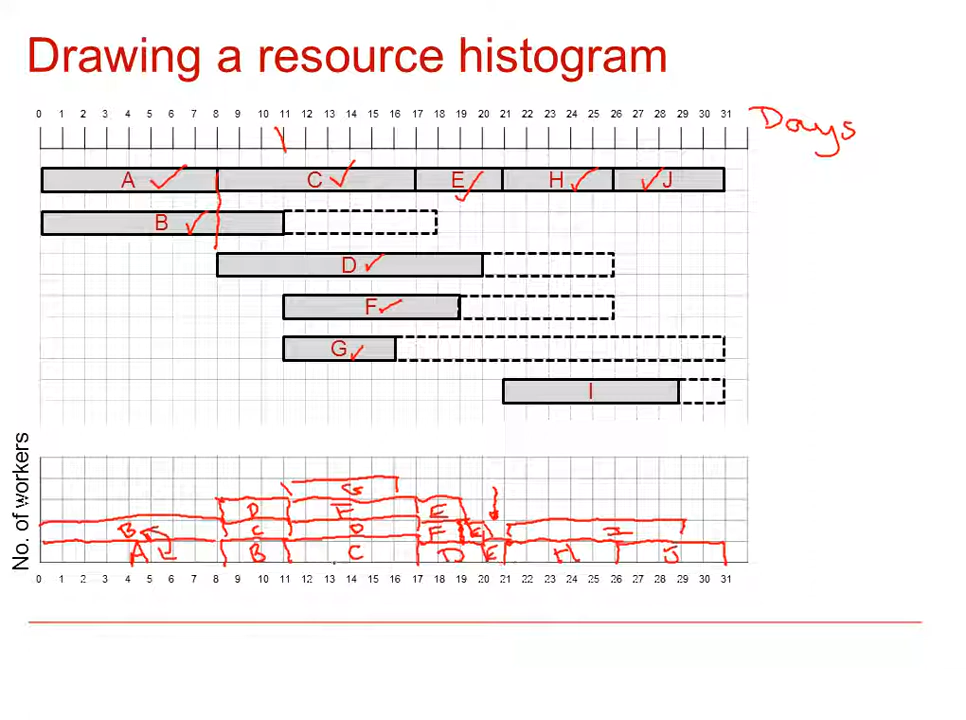 Drawing a resource histogram
0 1 2 3 4 5 6 7 8 9 10 11 12 13 14 15 16 17 18 19 20 21 22 23 24 25 26 27 28 29 30 31 Days
A C E H J
B
D
F
G
I
No. of workers
G
D F E
B C D F E I
A B C D E H J
0 1 2 3 4 5 6 7 8 9 10 11 12 13 14 15 16 17 18 19 20 21 22 23 24 25 26 27 28 29 30 31